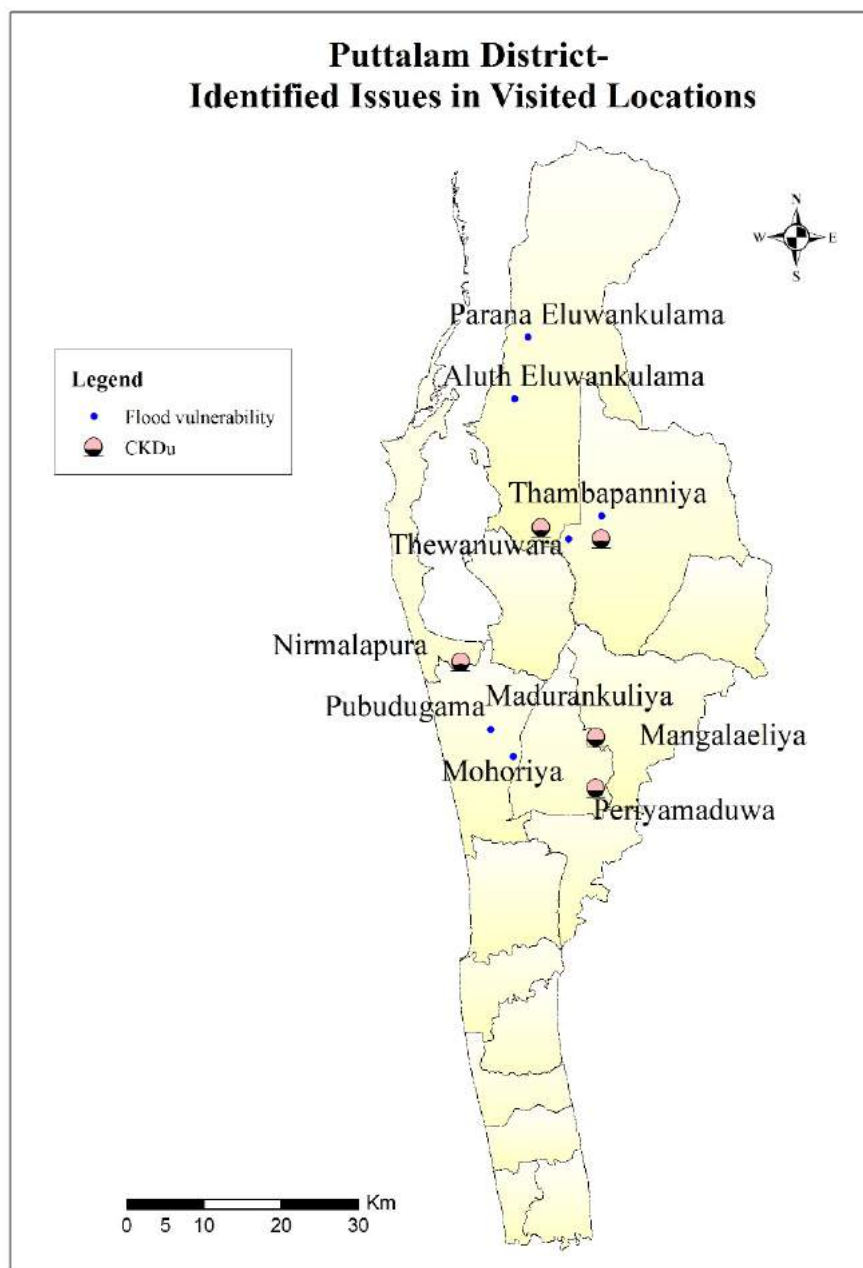 Puttalam District-
Identified Issues in Visited Locations
N
W E
S
Parana Eluwankulama
Legend
Aluth Eluwankulama
Flood vulnerability
CKDu
Thambapanniya
Thewanuwara
Nirmalapura
Madurankuliya
Pubudugama
Mangalaeliya
Mohoriya
Periyamaduwa
Km
0 5 10 20 30